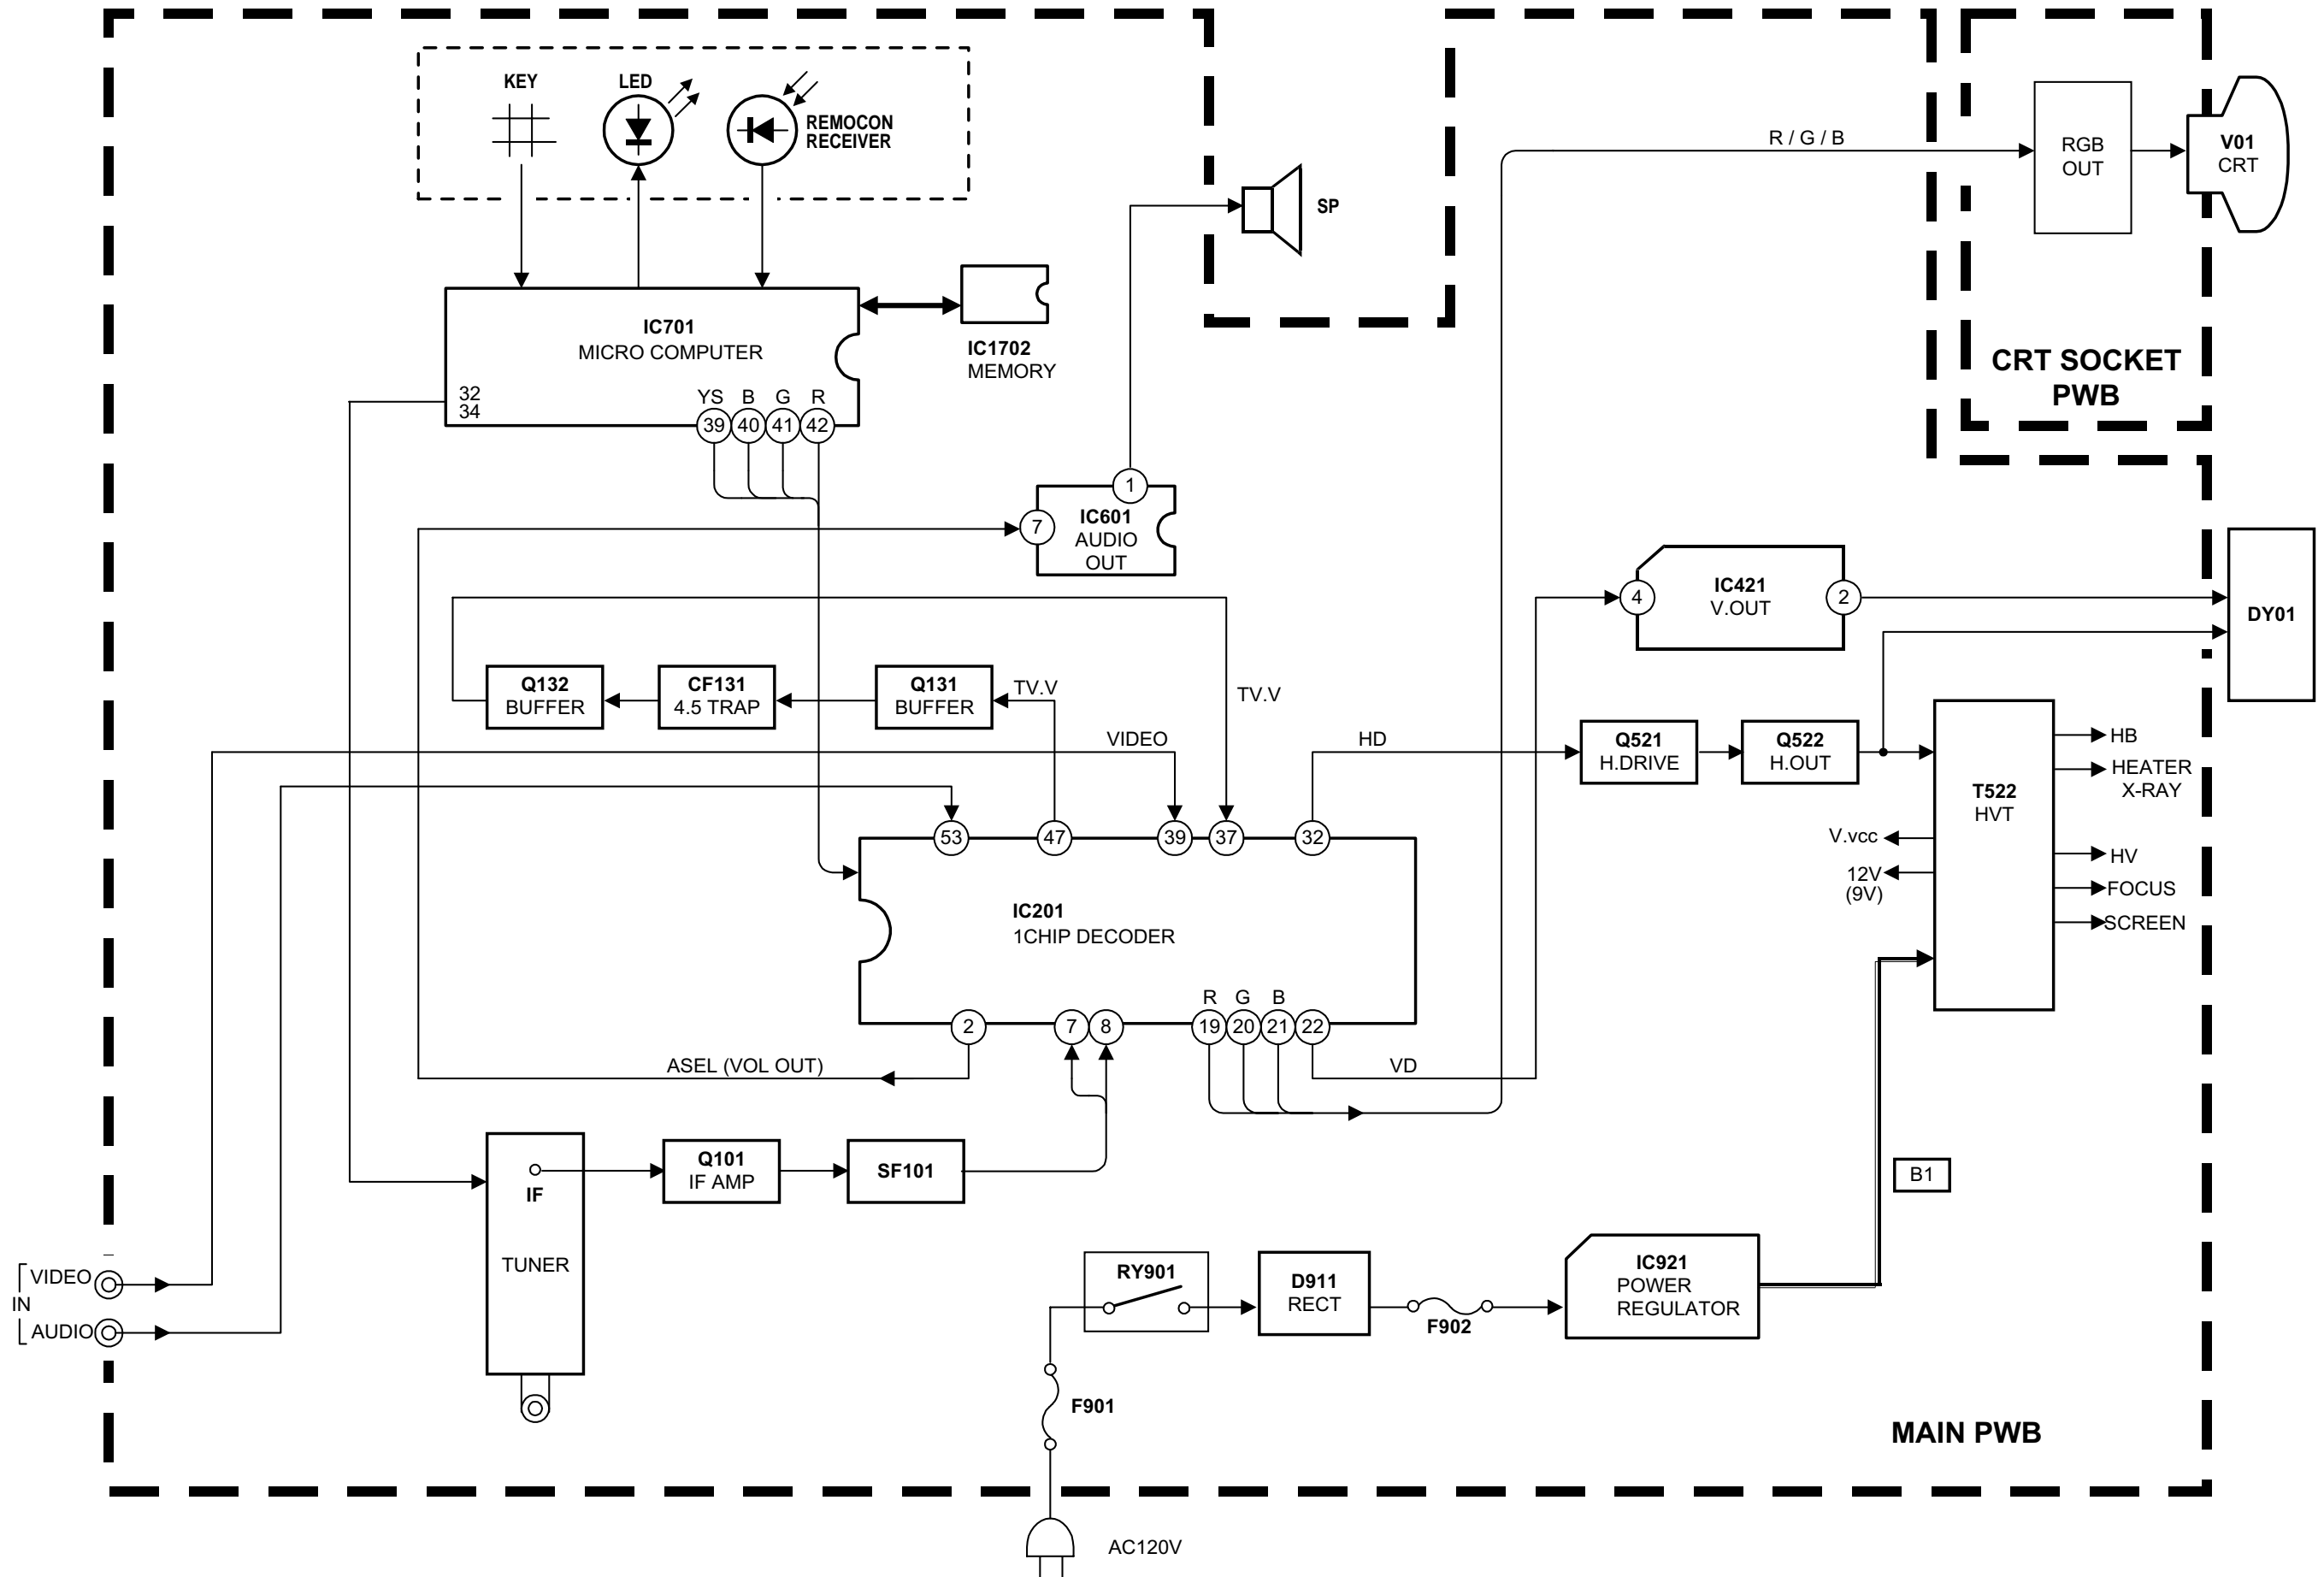 KEY
LED
REMOCON
RECEIVER
R / G / B
RGB
OUT
V01
CRT
SP
IC701
MICRO COMPUTER
IC1702
MEMORY
32
34
YS B G R
39 40 41 42
CRT SOCKET
PWB
1
7
IC601
AUDIO
OUT
4
IC421
V.OUT
2
DY01
Q132
BUFFER
CF131
4.5 TRAP
Q131
BUFFER
TV.V
TV.V
VIDEO
HD
Q521
H.DRIVE
Q522
H.OUT
T522
HVT
HB
HEATER
X-RAY
V.vcc
12V
(9V)
HV
FOCUS
SCREEN
53 47 39 37 32
IC201
1CHIP DECODER
R G B
2 7 8 19 20 21 22
ASEL (VOL OUT)
VD
IF
TUNER
Q101
IF AMP
SF101
B1
VIDEO
IN
AUDIO
RY901
D911
RECT
F902
IC921
POWER
REGULATOR
F901
MAIN PWB
AC120V